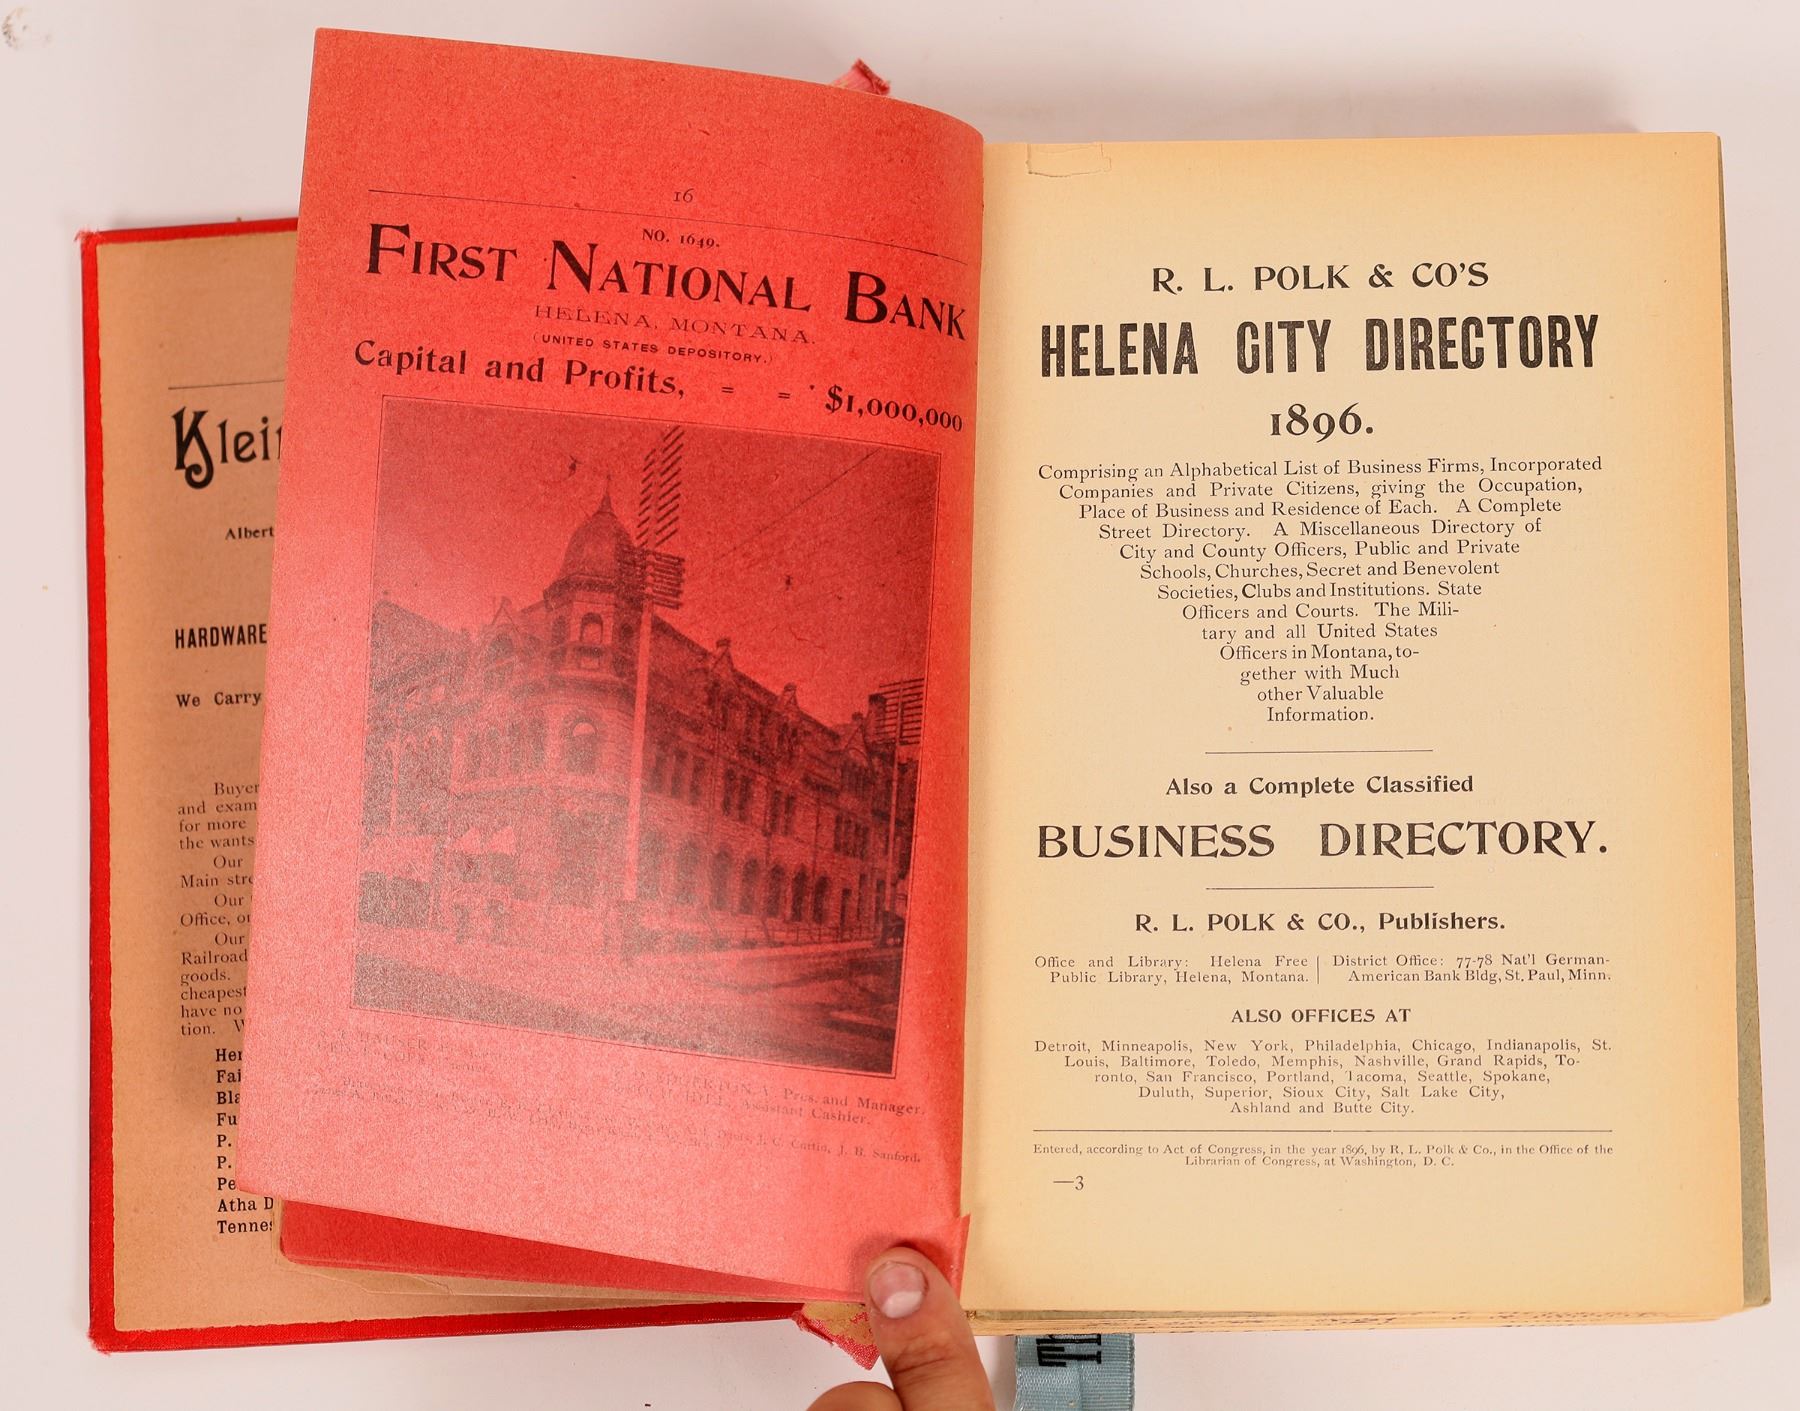 Klein
Albert
HARDWARE
We Carry
Buyer
and exam
for more
the wants
Our
Main stre
Our
Office, or
Our
Railroad
goods.
cheapest
have no
tion. W
Her
Fai
Bla
Fu
P.
P.
Pe
Atha D
Tennes
16
NO. 1649.
FIRST NATIONAL BANK
HELENA, MONTANA.
(UNITED STATES DEPOSITORY.)
Capital and Profits, = = $1,000,000
Pres. and Manager.
Assistant Cashier.
J. C. Curtin, J. B. Sanford.
R. L. POLK & CO'S
HELENA CITY DIRECTORY
1896.
Comprising an Alphabetical List of Business Firms, Incorporated
Companies and Private Citizens, giving the Occupation,
Place of Business and Residence of Each. A Complete
Street Directory. A Miscellaneous Directory of
City and County Officers, Public and Private
Schools, Churches, Secret and Benevolent
Societies, Clubs and Institutions. State
Officers and Courts. The Mili-
tary and all United States
Officers in Montana, to-
gether with Much
other Valuable
Information.
Also a Complete Classified
BUSINESS DIRECTORY.
R. L. POLK & CO., Publishers.
Office and Library: Helena Free
Public Library, Helena, Montana.
District Office: 77-78 Nat'l German-
American Bank Bldg, St. Paul, Minn.
ALSO OFFICES AT
Detroit, Minneapolis, New York, Philadelphia, Chicago, Indianapolis, St.
Louis, Baltimore, Toledo, Memphis, Nashville, Grand Rapids, To-
ronto, San Francisco, Portland, Tacoma, Seattle, Spokane,
Duluth, Superior, Sioux City, Salt Lake City,
Ashland and Butte City.
Entered, according to Act of Congress, in the year 1896, by R. L. Polk & Co., in the Office of the
Librarian of Congress, at Washington, D. C.
—3